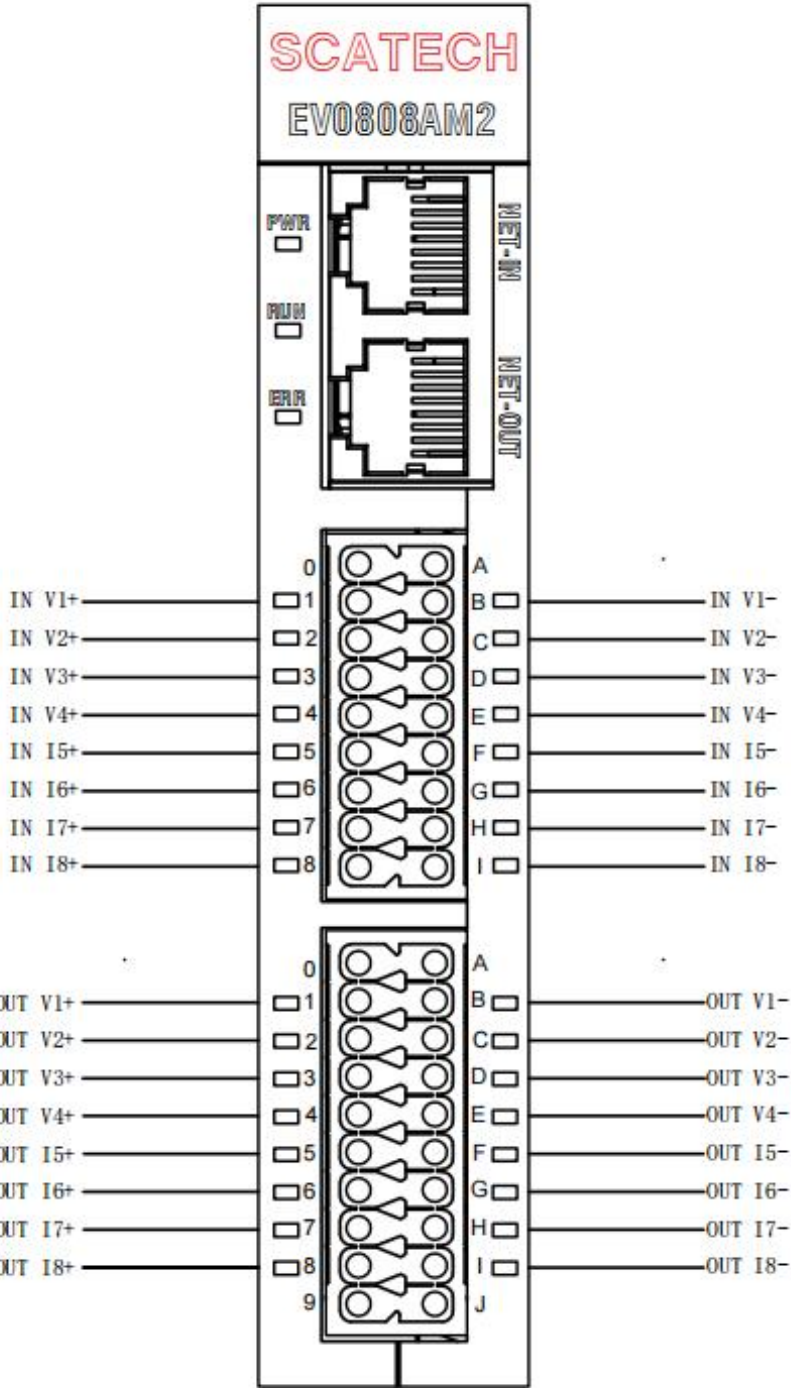 SCATECH
EV0808AM2
PWR
NET-IN
RUN
ERR
NET-OUT
0 A
IN V1+ 1 B IN V1-
IN V2+ 2 C IN V2-
IN V3+ 3 D IN V3-
IN V4+ 4 E IN V4-
IN I5+ 5 F IN I5-
IN I6+ 6 G IN I6-
IN I7+ 7 H IN I7-
IN I8+ 8 I IN I8-
0 A
OUT V1+ 1 B OUT V1-
OUT V2+ 2 C OUT V2-
OUT V3+ 3 D OUT V3-
OUT V4+ 4 E OUT V4-
OUT I5+ 5 F OUT I5-
OUT I6+ 6 G OUT I6-
OUT I7+ 7 H OUT I7-
OUT I8+ 8 I OUT I8-
9 J